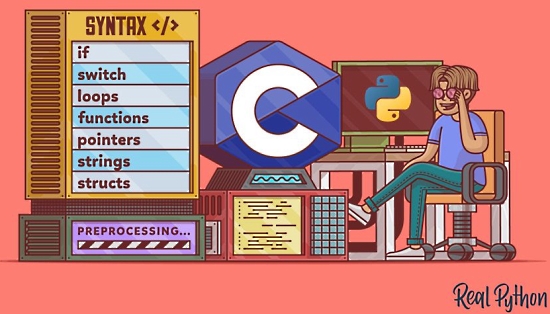 SYNTAX </>
if
switch
loops
functions
pointers
strings
structs
PREPROCESSING...
C
Real Python